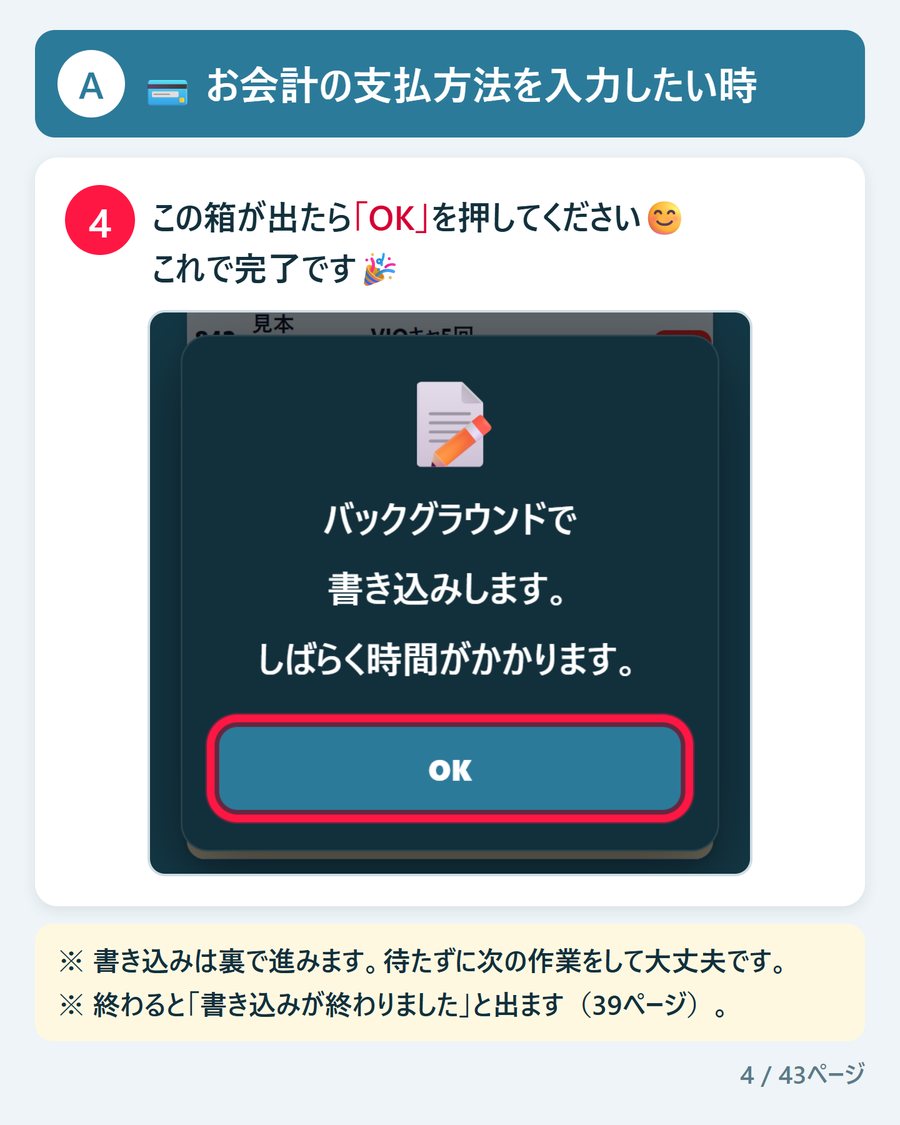 A 💳 お会計の支払方法を入力したい時
4 この箱が出たら「OK」を押してください😊
これで完了です🎉
見本
バックグラウンドで
書き込みします。
しばらく時間がかかります。
OK
※ 書き込みは裏で進みます。待たずに次の作業をして大丈夫です。
※ 終わると「書き込みが終わりました」と出ます（39ページ）。
4 / 43ページ